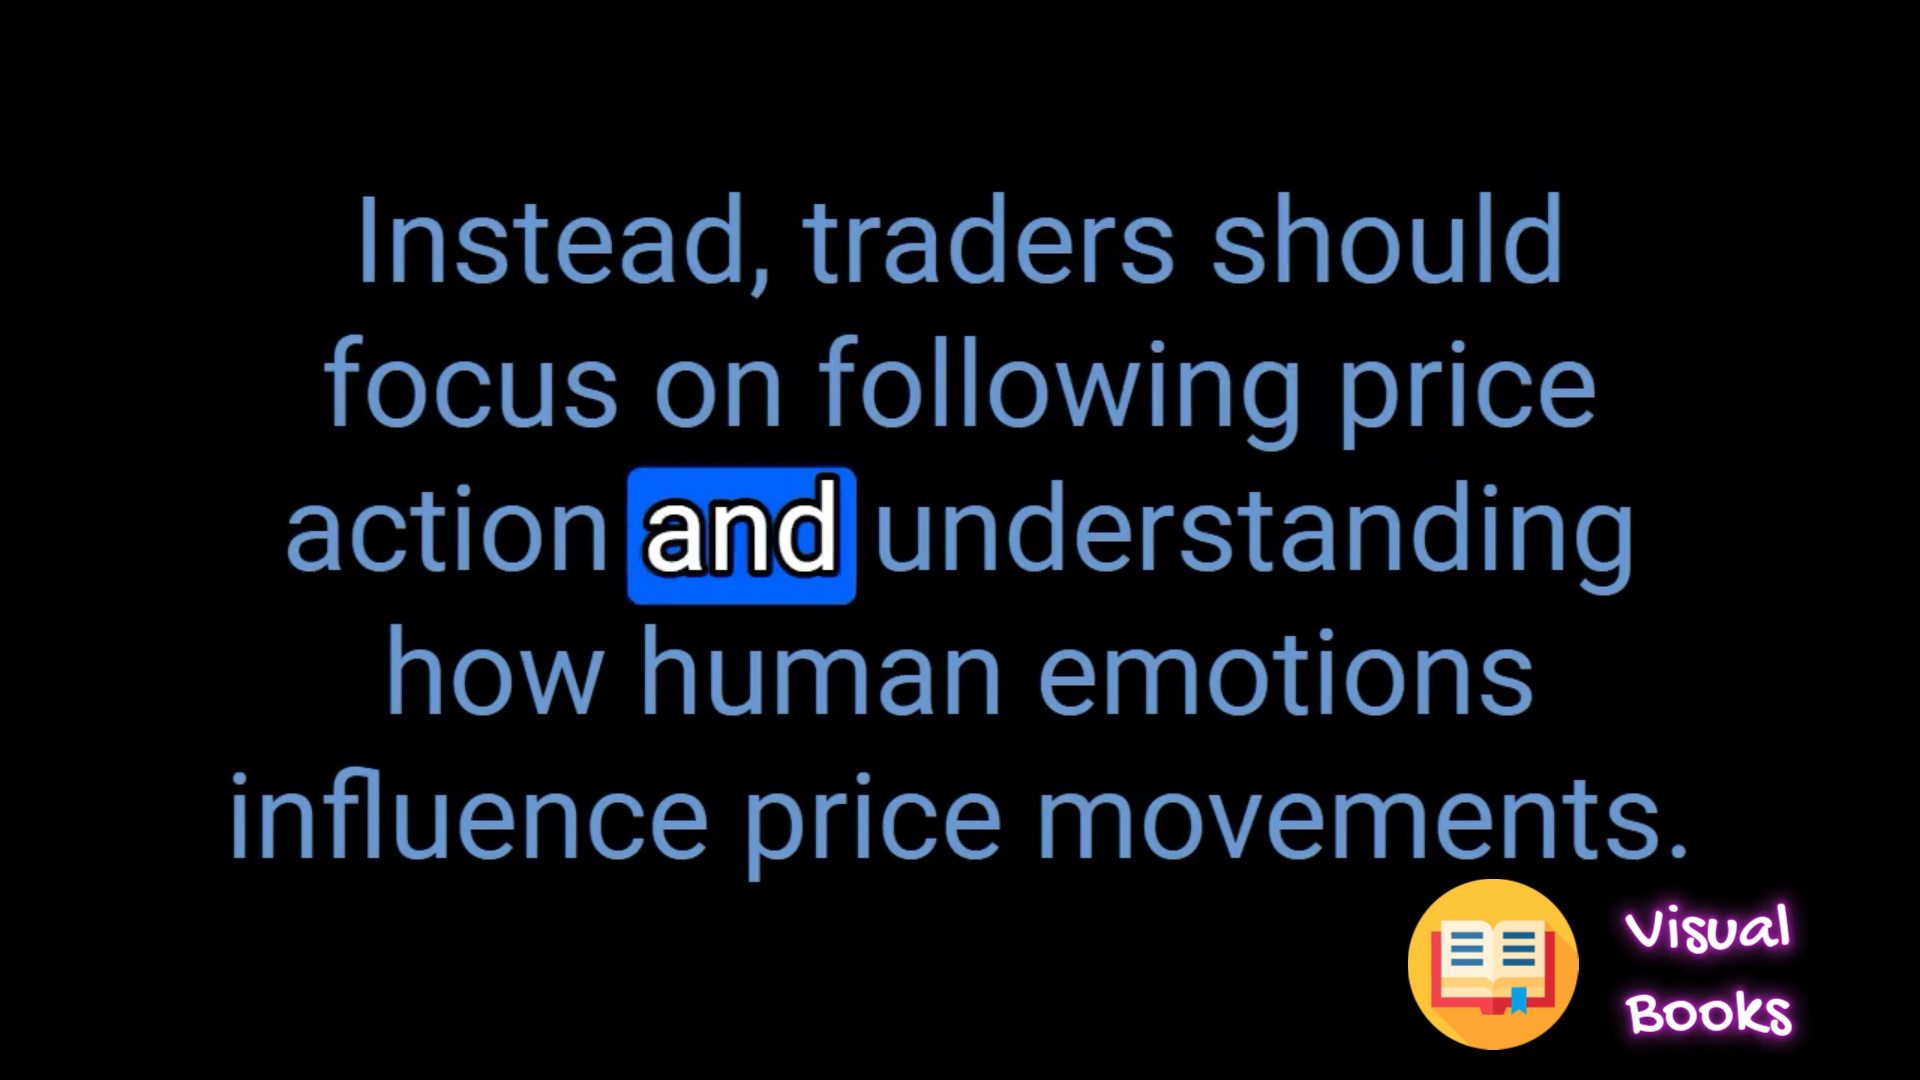 Instead, traders should
focus on following price
action and understanding
how human emotions
influence price movements.
Visual
Books